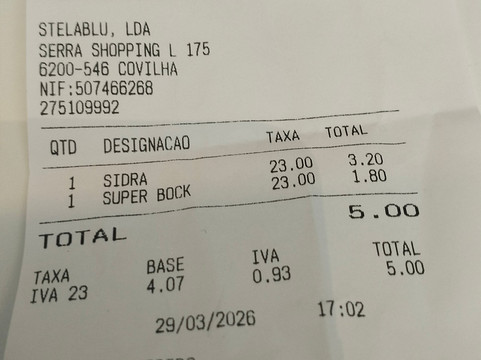 STELABLU, LDA
SERRA SHOPPING L 175
6200-546 COVILHA
NIF:507466268
275109992
QTD DESIGNACAO TAXA TOTAL
1 SIDRA 23.00 3.20
1 SUPER BOCK 23.00 1.80
TOTAL 5.00
TAXA BASE IVA TOTAL
IVA 23 4.07 0.93 5.00
29/03/2026 17:02